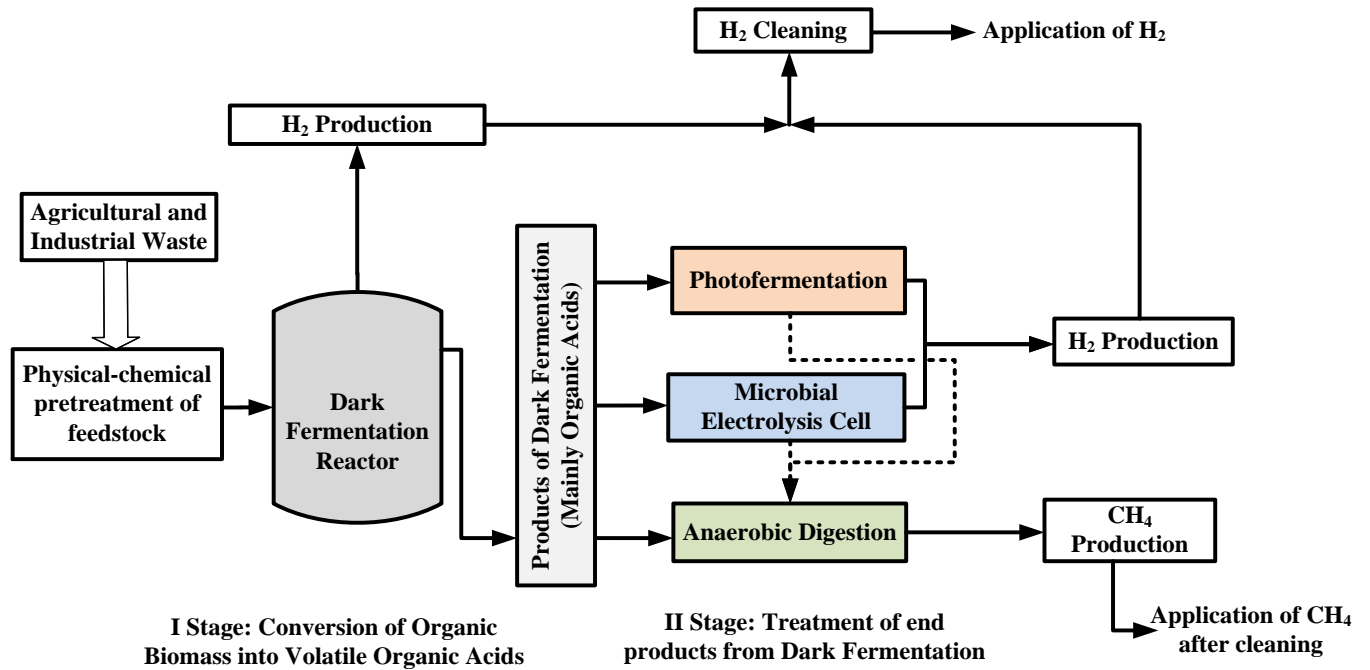 H₂ Cleaning
Application of H₂
H₂ Production
Agricultural and
Industrial Waste
Physical-chemical
pretreatment of
feedstock
Dark
Fermentation
Reactor
Products of Dark Fermentation
(Mainly Organic Acids)
Photofermentation
Microbial
Electrolysis Cell
Anaerobic Digestion
H₂ Production
CH₄
Production
Application of CH₄
after cleaning
I Stage: Conversion of Organic
Biomass into Volatile Organic Acids
II Stage: Treatment of end
products from Dark Fermentation